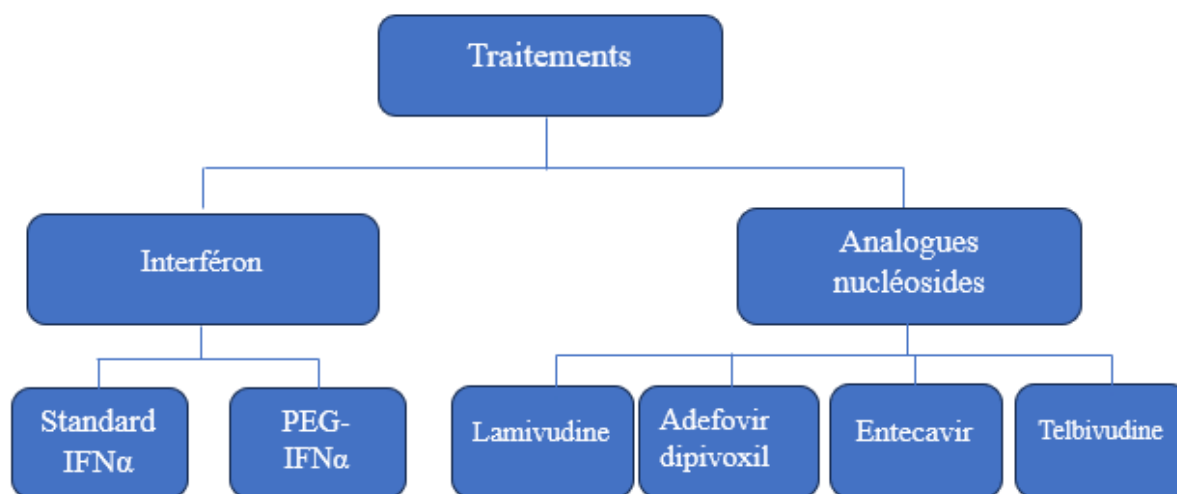 Traitements
Interféron
Analogues
nucléosides
Standard
IFNα
PEG-
IFNα
Lamivudine
Adefovir
dipivoxil
Entecavir
Telbivudine